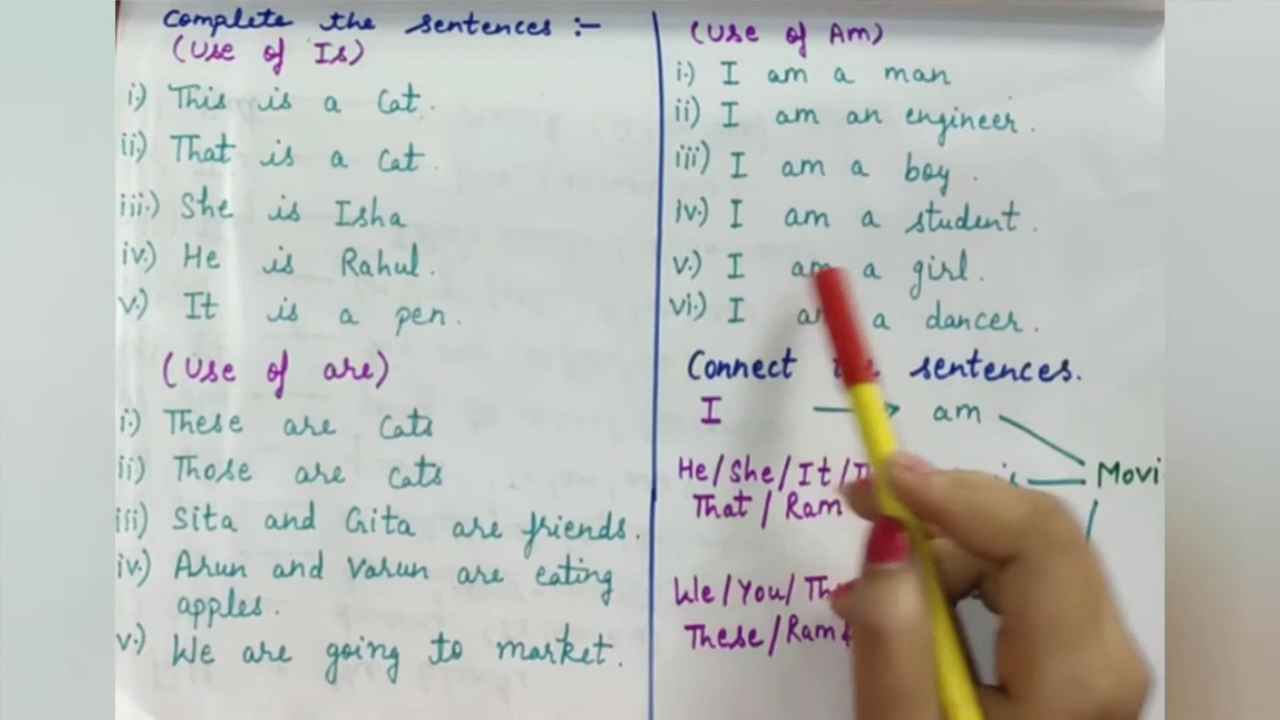 Complete the sentences :-
(Use of Is)
i.) This is a cat.
ii) That is a cat.
iii.) She is Isha
iv.) He is Rahul.
v.) It is a pen.
(Use of are)
i.) These are cats
ii) Those are cats
iii) Sita and Gita are friends.
iv.) Arun and Varun are eating
apples.
v.) We are going to market.
(Use of Am)
i.) I am a man
ii) I am an engineer.
iii) I am a boy.
iv.) I am a student.
v.) I am a girl.
vi.) I a dancer.
Connect sentences.
I → am
He/She/It/ is Movi
That / Ram
We/You/
These/Ram